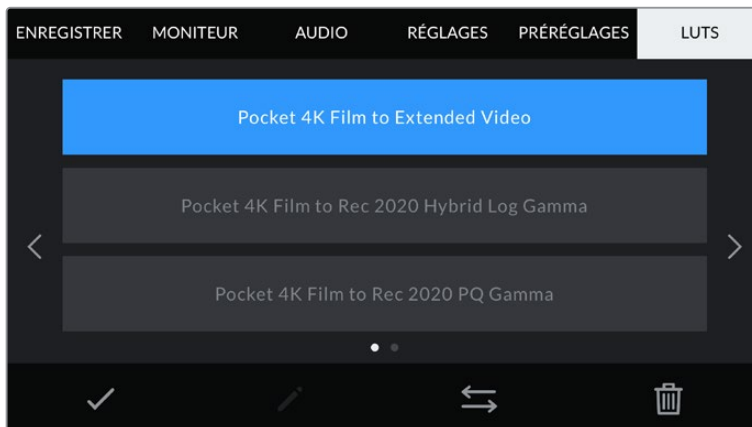 ENREGISTRER MONITEUR AUDIO RÉGLAGES PRÉRÉGLAGES LUTS
Pocket 4K Film to Extended Video
Pocket 4K Film to Rec 2020 Hybrid Log Gamma
Pocket 4K Film to Rec 2020 PQ Gamma